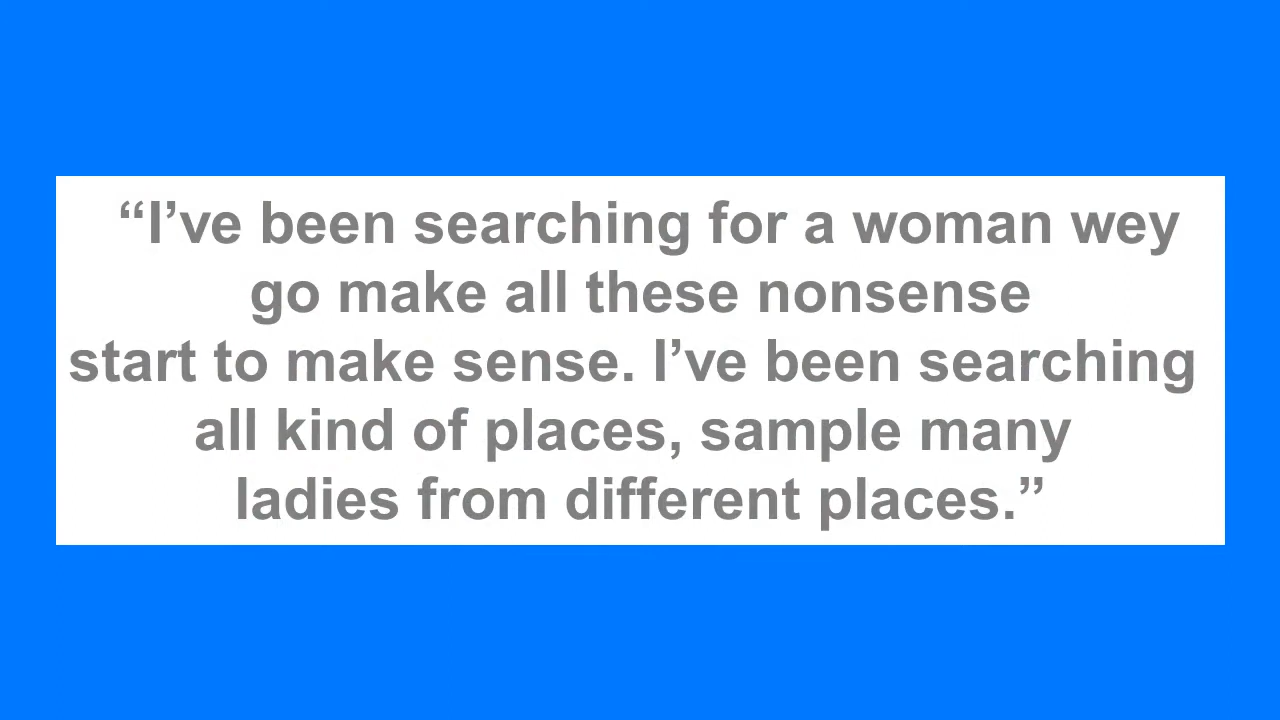 “I’ve been searching for a woman wey
go make all these nonsense
start to make sense. I’ve been searching
all kind of places, sample many
ladies from different places.”